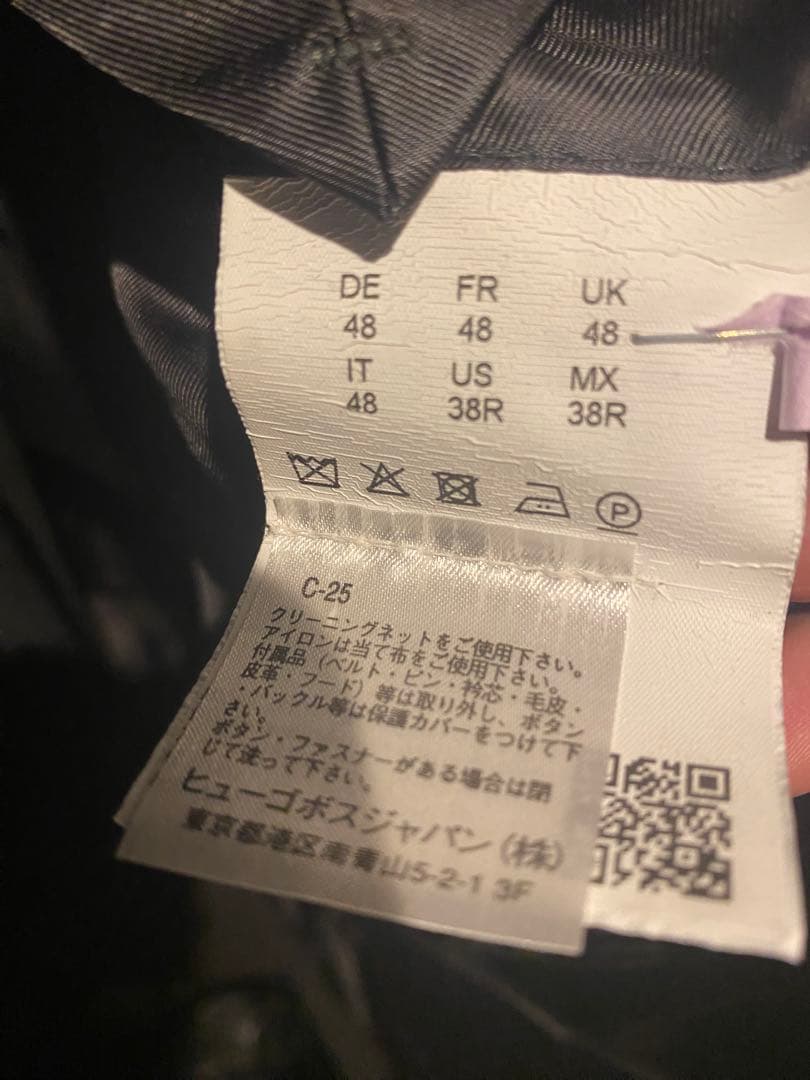 DE FR UK
48 48 48
IT US MX
48 38R 38R
P
C-25
クリーニングネットをご使用下さい。
アイロンは当て布をご使用下さい。
付属品（ベルト・ピン・衿芯・毛皮・
皮革・フード）等は取り外し、ボタン
・バックル等は保護カバーをつけて下
さい。
ボタン・ファスナーがある場合は閉
じて洗って下さい。
ヒューゴボスジャパン（株）
東京都港区南青山5-2-1 3F